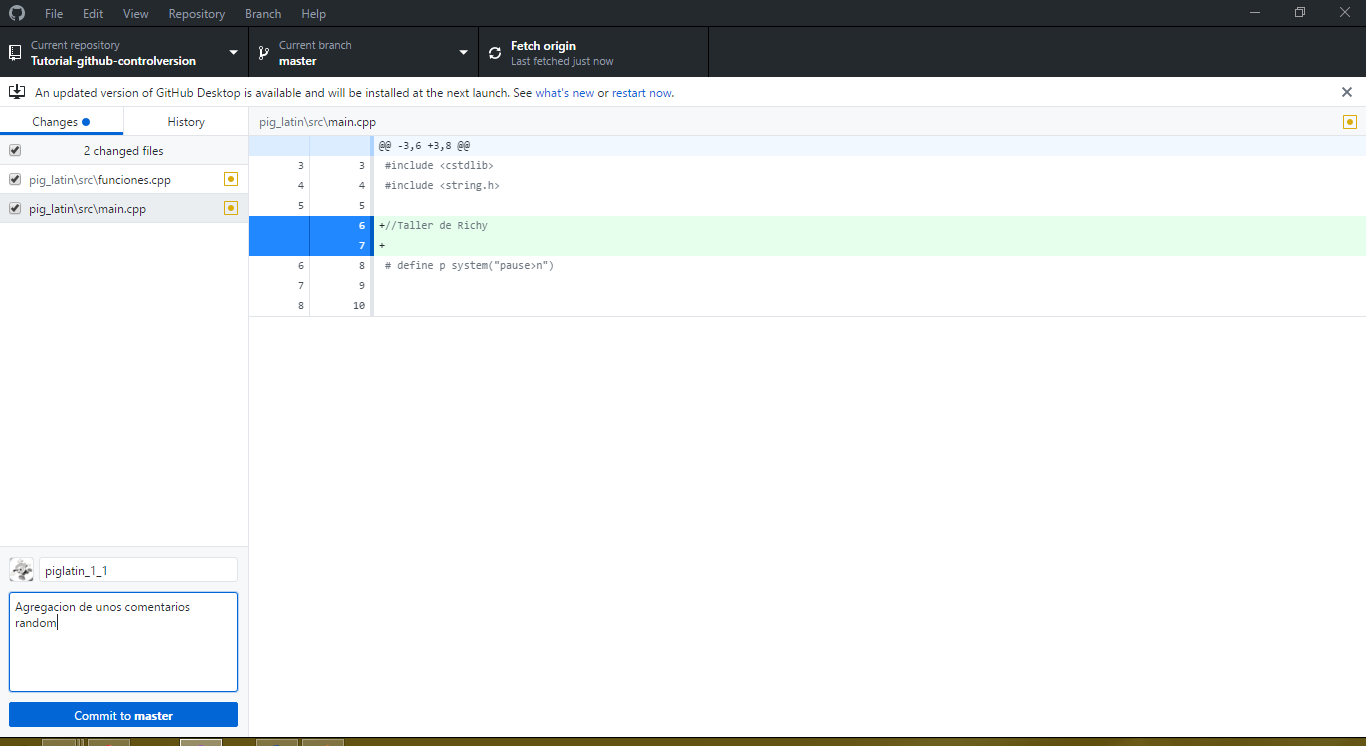 File Edit View Repository Branch Help
Current repository
Tutorial-github-controlversion
Current branch
master
Fetch origin
Last fetched just now
An updated version of GitHub Desktop is available and will be installed at the next launch. See what's new or restart now.
Changes History
2 changed files
pig_latin\src\funciones.cpp
pig_latin\src\main.cpp
piglatin_1_1
Agregacion de unos comentarios
random
Commit to master
pig_latin\src\main.cpp
@@ -3,6 +3,8 @@
3 3 #include <cstdlib>
4 4 #include <string.h>
5 5
6 +//Taller de Richy
7 +
6 8 # define p system("pause>n")
7 9
8 10